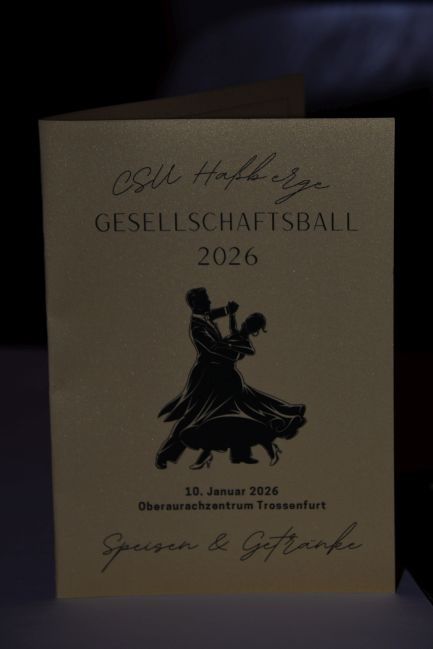 CSU Haßberge
GESELLSCHAFTSBALL
2026
10. Januar 2026
Oberaurachzentrum Trossenfurt
Speisen & Getränke